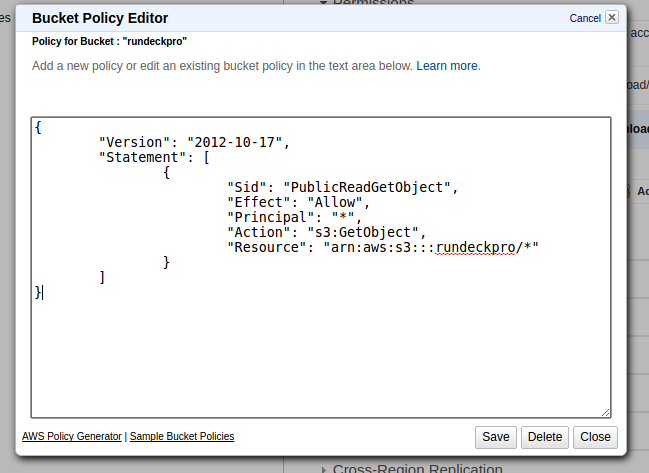 Permissions
es
Bucket Policy Editor
Cancel
Policy for Bucket : "rundeckpro"
acc
Add a new policy or edit an existing bucket policy in the text area below. Learn more.
oad/
{
"Version": "2012-10-17",
"Statement": [
{
"Sid": "PublicReadGetObject",
"Effect": "Allow",
"Principal": "*",
"Action": "s3:GetObject",
"Resource": "arn:aws:s3:::rundeckpro/*"
}
]
}
ploa
Ac
AWS Policy Generator | Sample Bucket Policies
Save
Delete
Close
Cross-Region Replication